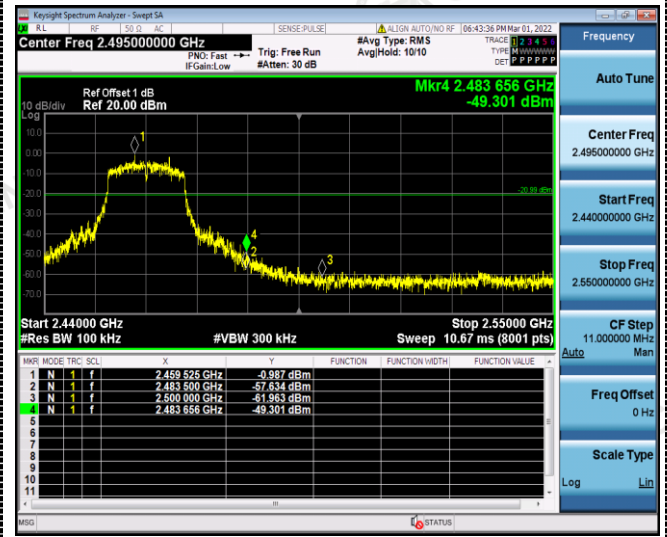 Keysight Spectrum Analyzer - Swept SA
RL RF 50 Ω AC SENSE:PULSE ALIGN AUTO/NO RF 06:43:36 PM Mar 01, 2022
Center Freq 2.495000000 GHz
PNO: Fast
IFGain:Low
Trig: Free Run
#Atten: 30 dB
#Avg Type: RMS
Avg|Hold: 10/10
TRACE 1 2 3 4 5 6
TYPE M
DET P P P P P P
Mkr4 2.483 656 GHz
-49.301 dBm
Ref Offset 1 dB
Ref 20.00 dBm
10 dB/div
Log
10.0
0.00
-10.0
-20.0
-30.0
-40.0
-50.0
-60.0
-70.0
1
-20.99 dBm
4
2
3
Start 2.44000 GHz
Stop 2.55000 GHz
#Res BW 100 kHz
#VBW 300 kHz
Sweep 10.67 ms (8001 pts)
MKR MODE TRC SCL X Y FUNCTION FUNCTION WIDTH FUNCTION VALUE
1 N 1 f 2.459 525 GHz -0.987 dBm
2 N 1 f 2.483 500 GHz -57.634 dBm
3 N 1 f 2.500 000 GHz -61.963 dBm
4 N 1 f 2.483 656 GHz -49.301 dBm
5
6
7
8
9
10
11
MSG
STATUS
Frequency
Auto Tune
Center Freq
2.495000000 GHz
Start Freq
2.440000000 GHz
Stop Freq
2.550000000 GHz
CF Step
11.000000 MHz
Auto Man
Freq Offset
0 Hz
Scale Type
Log Lin